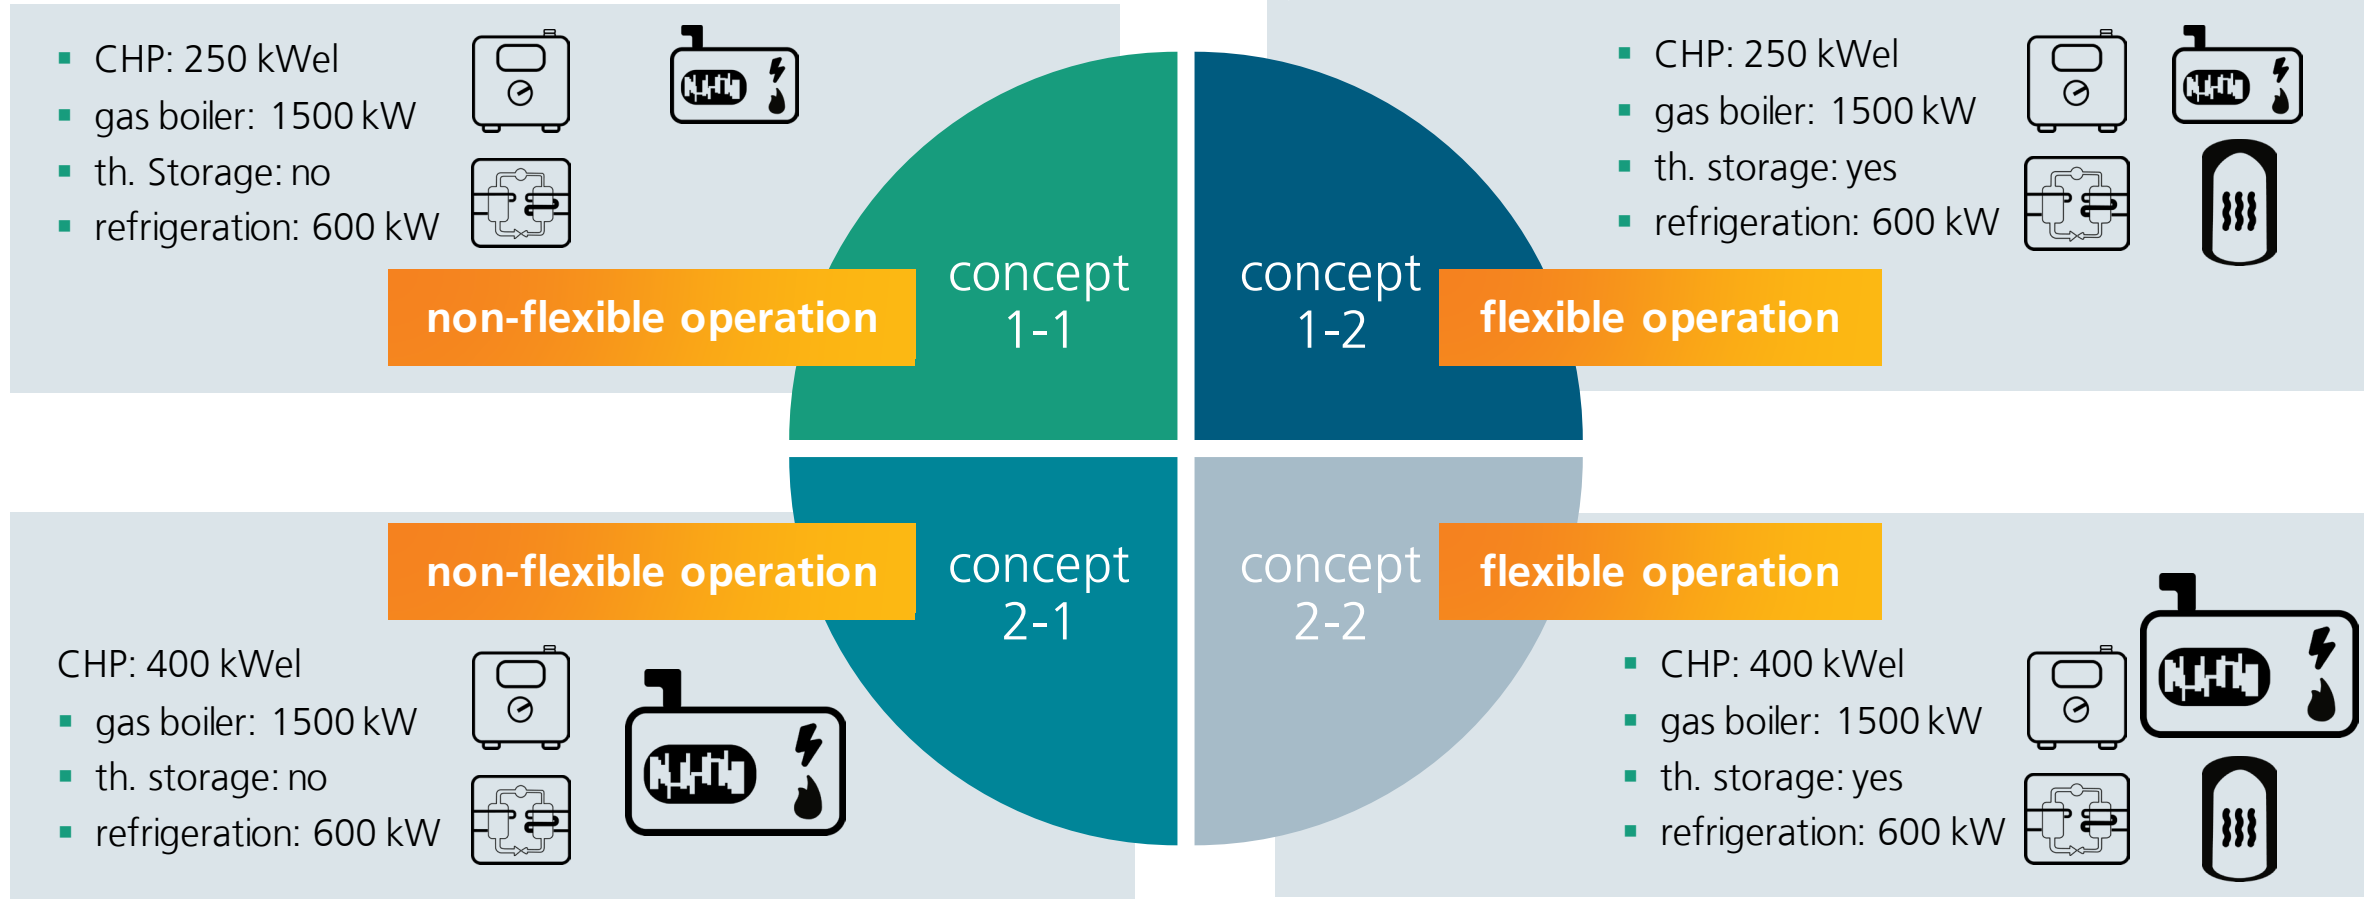 CHP: 250 kWel
gas boiler: 1500 kW
th. Storage: no
refrigeration: 600 kW
non-flexible operation
concept
1-1
CHP: 250 kWel
gas boiler: 1500 kW
th. storage: yes
refrigeration: 600 kW
concept
1-2
flexible operation
non-flexible operation
concept
2-1
CHP: 400 kWel
gas boiler: 1500 kW
th. storage: no
refrigeration: 600 kW
concept
2-2
flexible operation
CHP: 400 kWel
gas boiler: 1500 kW
th. storage: yes
refrigeration: 600 kW